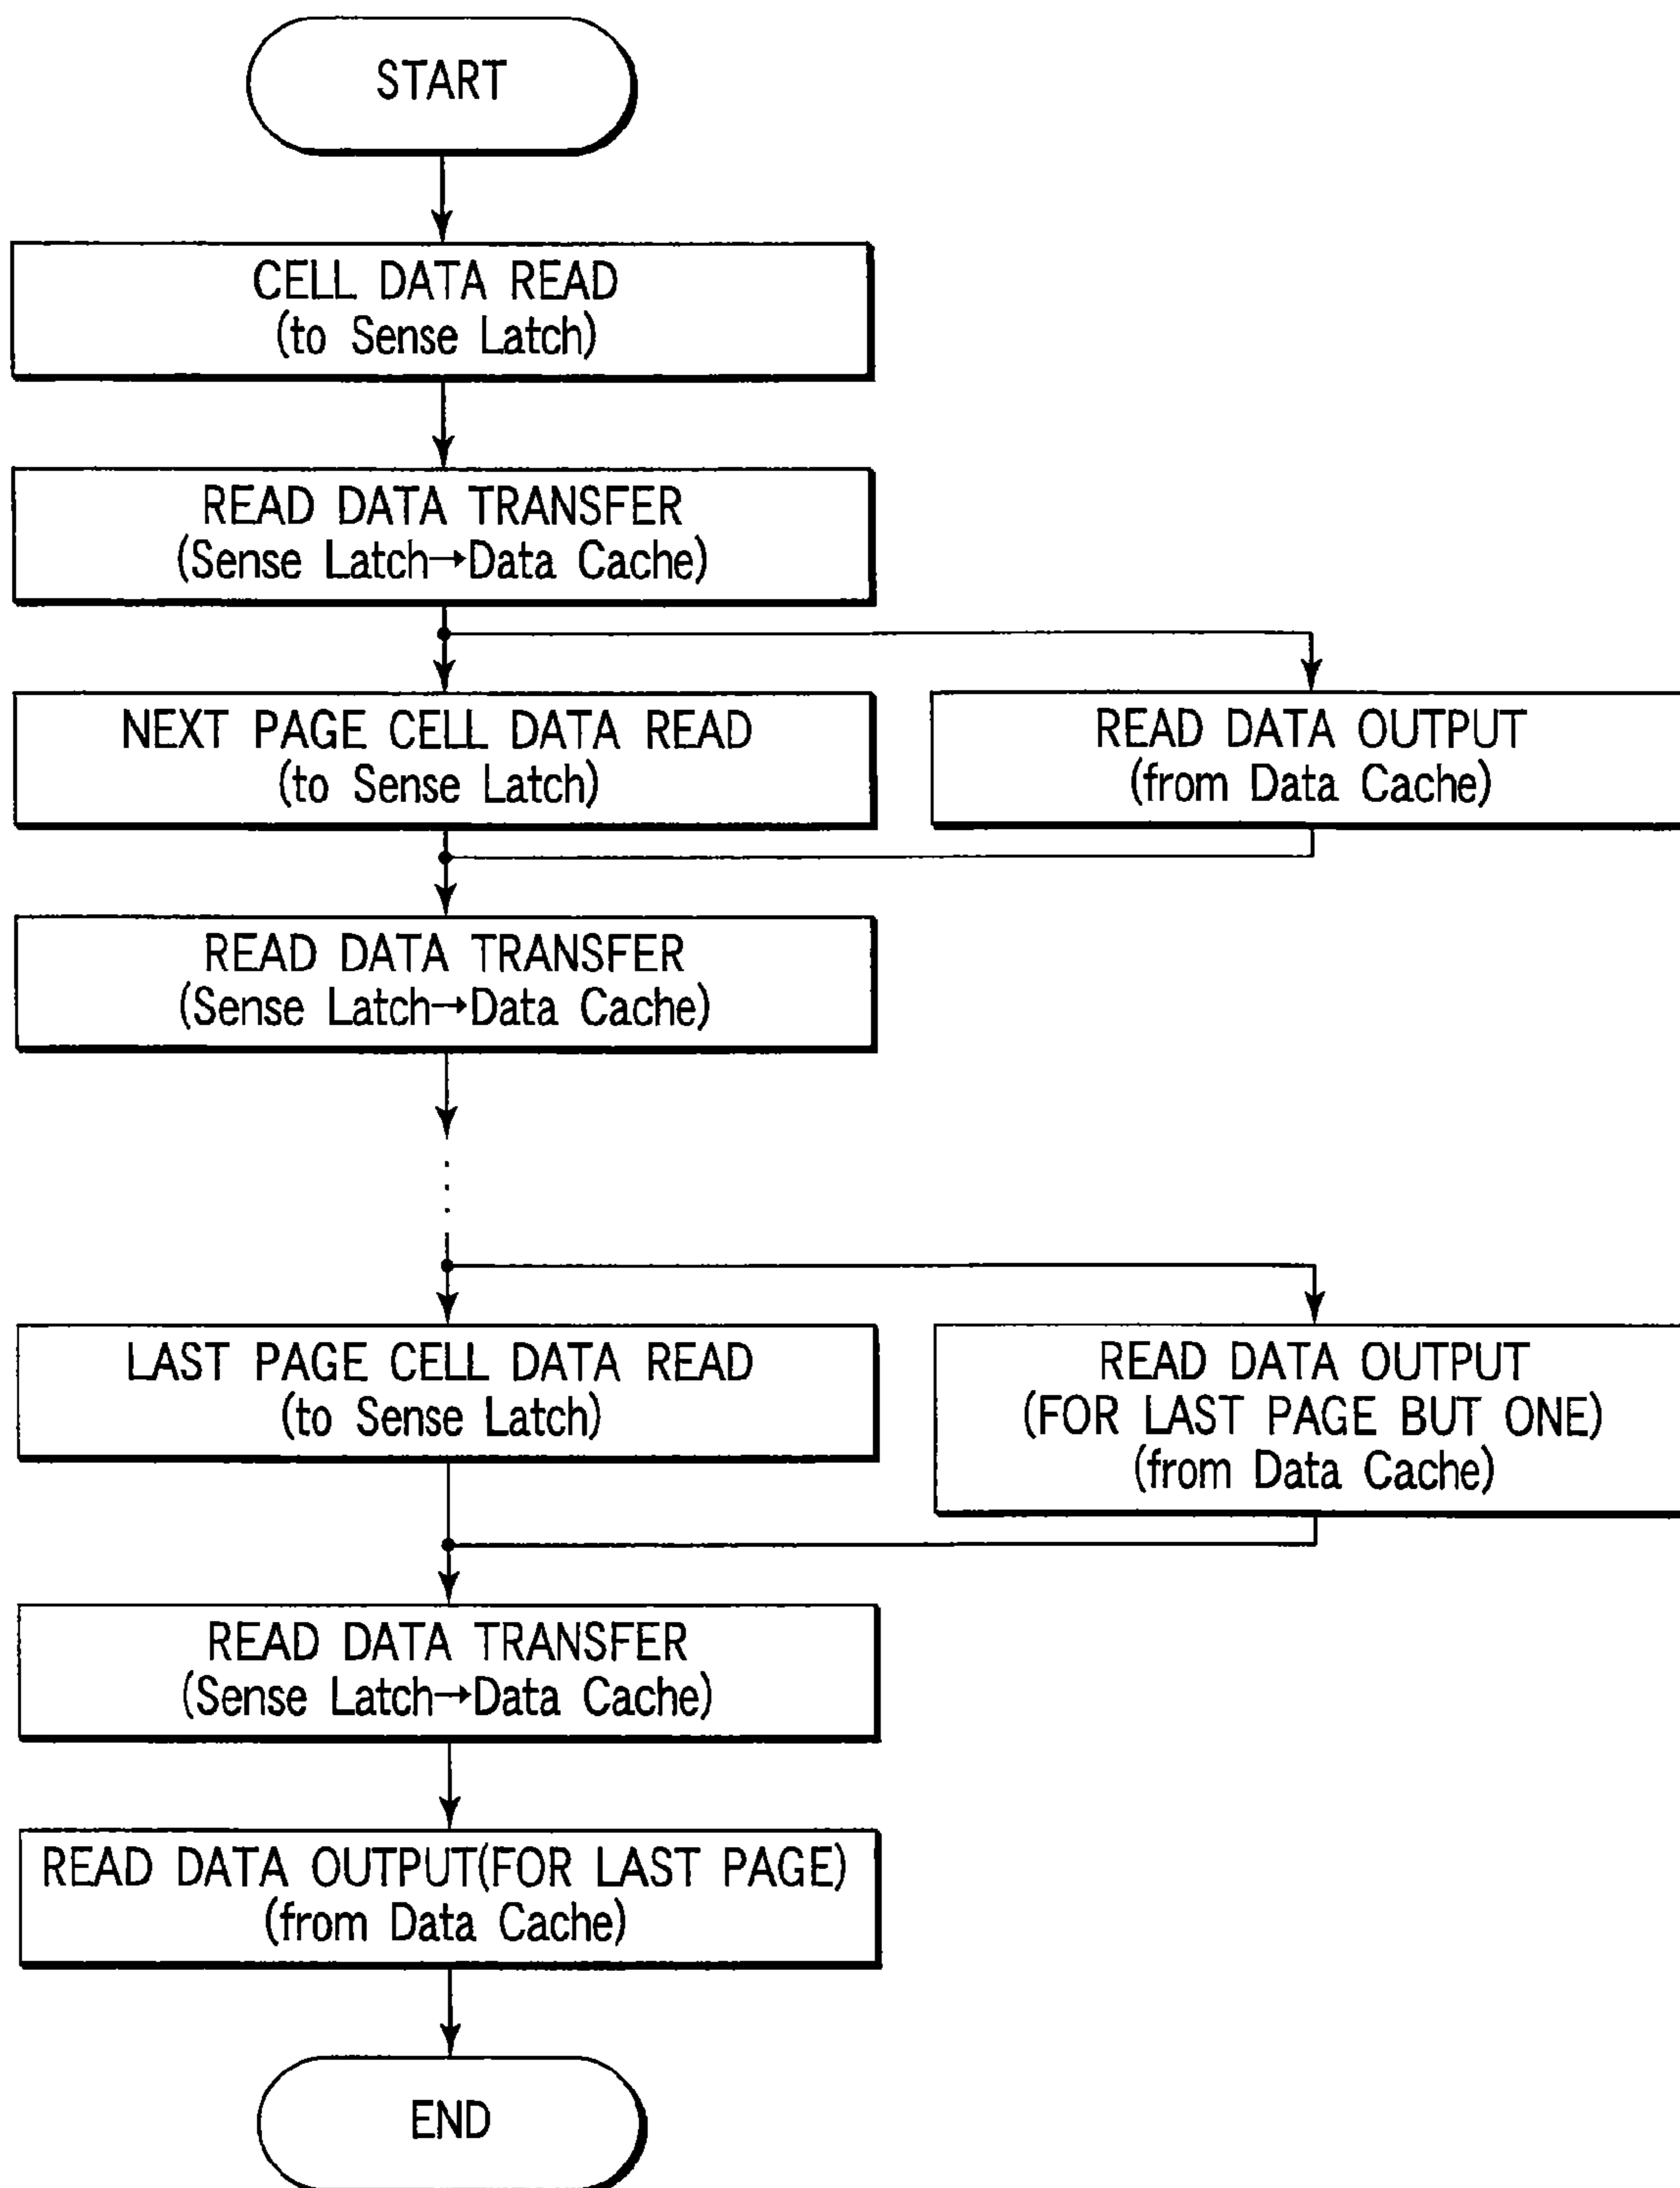 START
CELL DATA READ
(to Sense Latch)
READ DATA TRANSFER
(Sense Latch→Data Cache)
NEXT PAGE CELL DATA READ
(to Sense Latch)
READ DATA OUTPUT
(from Data Cache)
READ DATA TRANSFER
(Sense Latch→Data Cache)
LAST PAGE CELL DATA READ
(to Sense Latch)
READ DATA OUTPUT
(FOR LAST PAGE BUT ONE)
(from Data Cache)
READ DATA TRANSFER
(Sense Latch→Data Cache)
READ DATA OUTPUT(FOR LAST PAGE)
(from Data Cache)
END